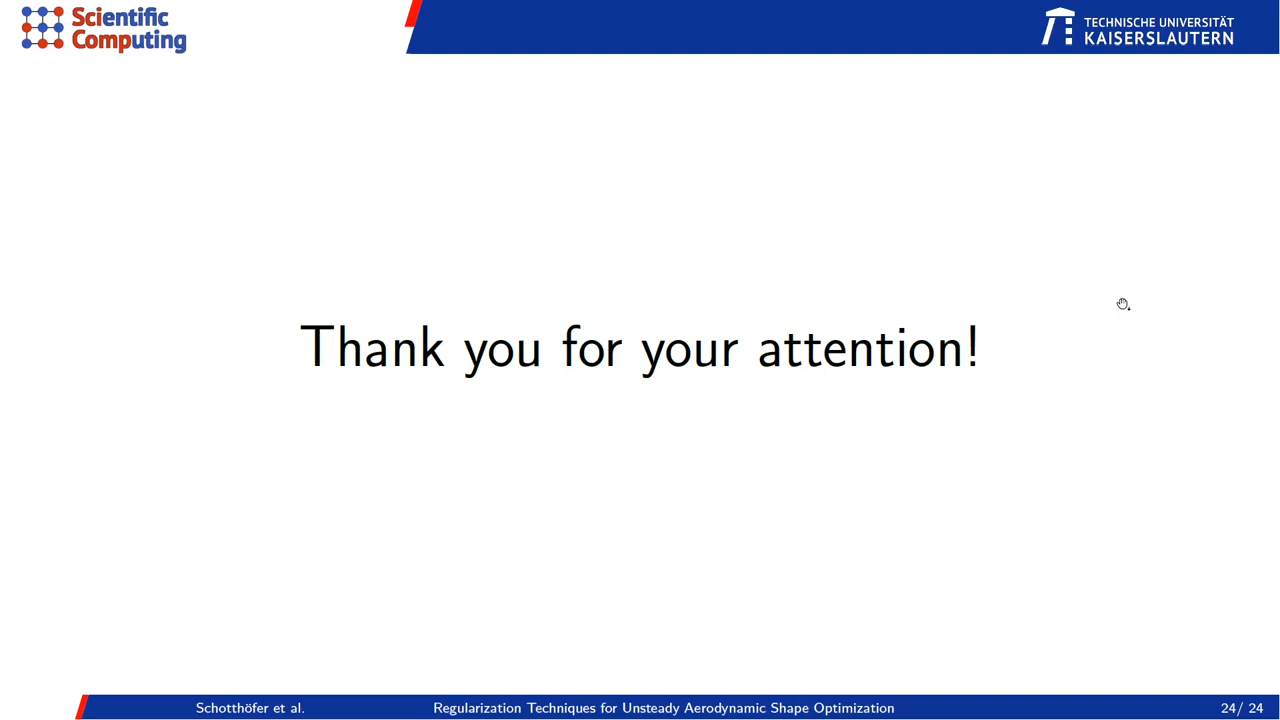 Scientific
Computing
TECHNISCHE UNIVERSITÄT
KAISERSLAUTERN
Thank you for your attention!
Schotthöfer et al.
Regularization Techniques for Unsteady Aerodynamic Shape Optimization
24/ 24